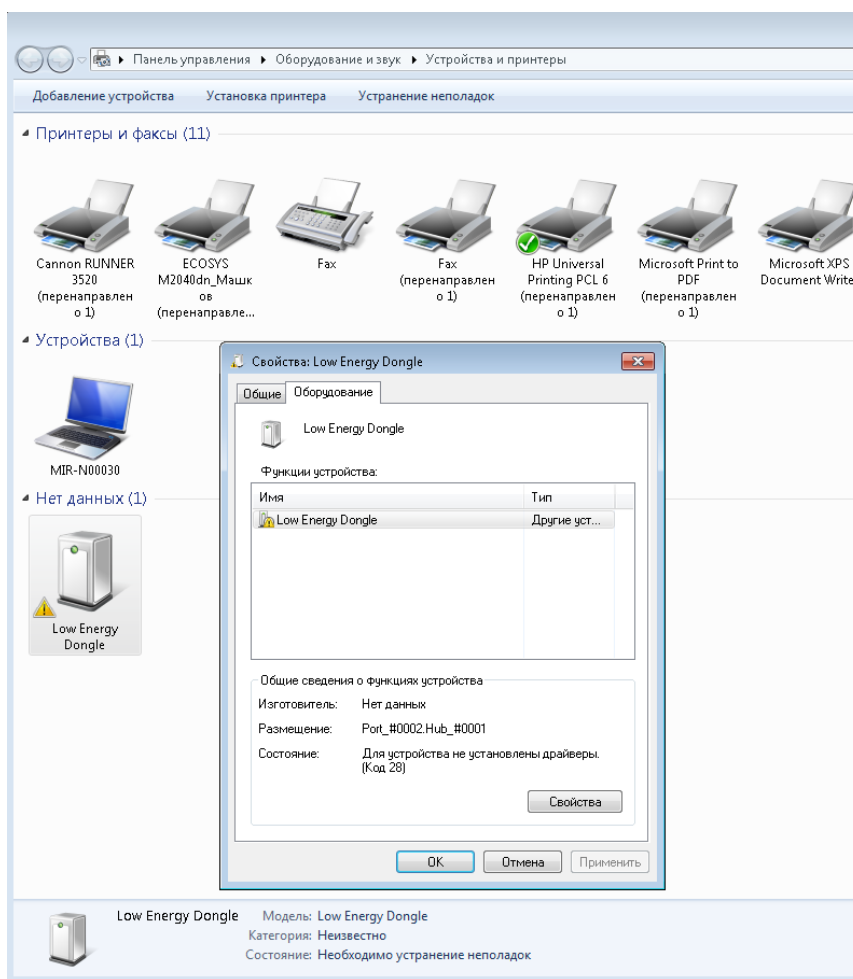 Панель управления ▸ Оборудование и звук ▸ Устройства и принтеры
Добавление устройства Установка принтера Устранение неполадок
Принтеры и факсы (11)
Cannon RUNNER
3520
(перенаправлен
о 1)
ECOSYS
M2040dn_Машк
ов
(перенаправле...
Fax
Fax
(перенаправлен
о 1)
HP Universal
Printing PCL 6
(перенаправлен
о 1)
Microsoft Print to
PDF
(перенаправлен
о 1)
Microsoft XPS
Document Write
Устройства (1)
MIR-N00030
Нет данных (1)
Low Energy
Dongle
Свойства: Low Energy Dongle
Общие Оборудование
Low Energy Dongle
Функции устройства:
Имя Тип
Low Energy Dongle Другие уст...
Общие сведения о функциях устройства
Изготовитель: Нет данных
Размещение: Port_#0002.Hub_#0001
Состояние: Для устройства не установлены драйверы.
(Код 28)
Свойства
OK Отмена Применить
Low Energy Dongle Модель: Low Energy Dongle
Категория: Неизвестно
Состояние: Необходимо устранение неполадок